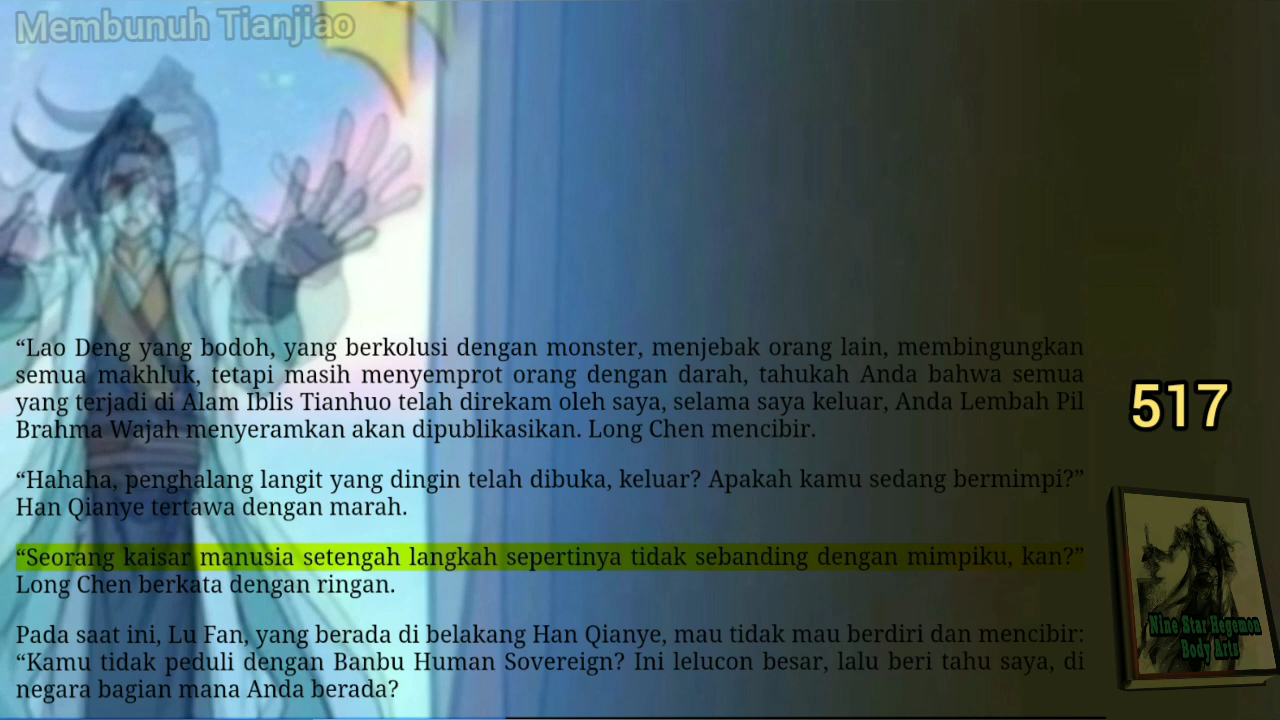 Membunuh Tianjiao
“Lao Deng yang bodoh, yang berkolusi dengan monster, menjebak orang lain, membingungkan
semua makhluk, tetapi masih menyemprot orang dengan darah, tahukah Anda bahwa semua
yang terjadi di Alam Iblis Tianhuo telah direkam oleh saya, selama saya keluar, Anda Lembah Pil
Brahma Wajah menyeramkan akan dipublikasikan. Long Chen mencibir.
“Hahaha, penghalang langit yang dingin telah dibuka, keluar? Apakah kamu sedang bermimpi?”
Han Qianye tertawa dengan marah.
“Seorang kaisar manusia setengah langkah sepertinya tidak sebanding dengan mimpiku, kan?”
Long Chen berkata dengan ringan.
Pada saat ini, Lu Fan, yang berada di belakang Han Qianye, mau tidak mau berdiri dan mencibir:
“Kamu tidak peduli dengan Banbu Human Sovereign? Ini lelucon besar, lalu beri tahu saya, di
negara bagian mana Anda berada?
517
Nine Star Hegemon
Body Arts